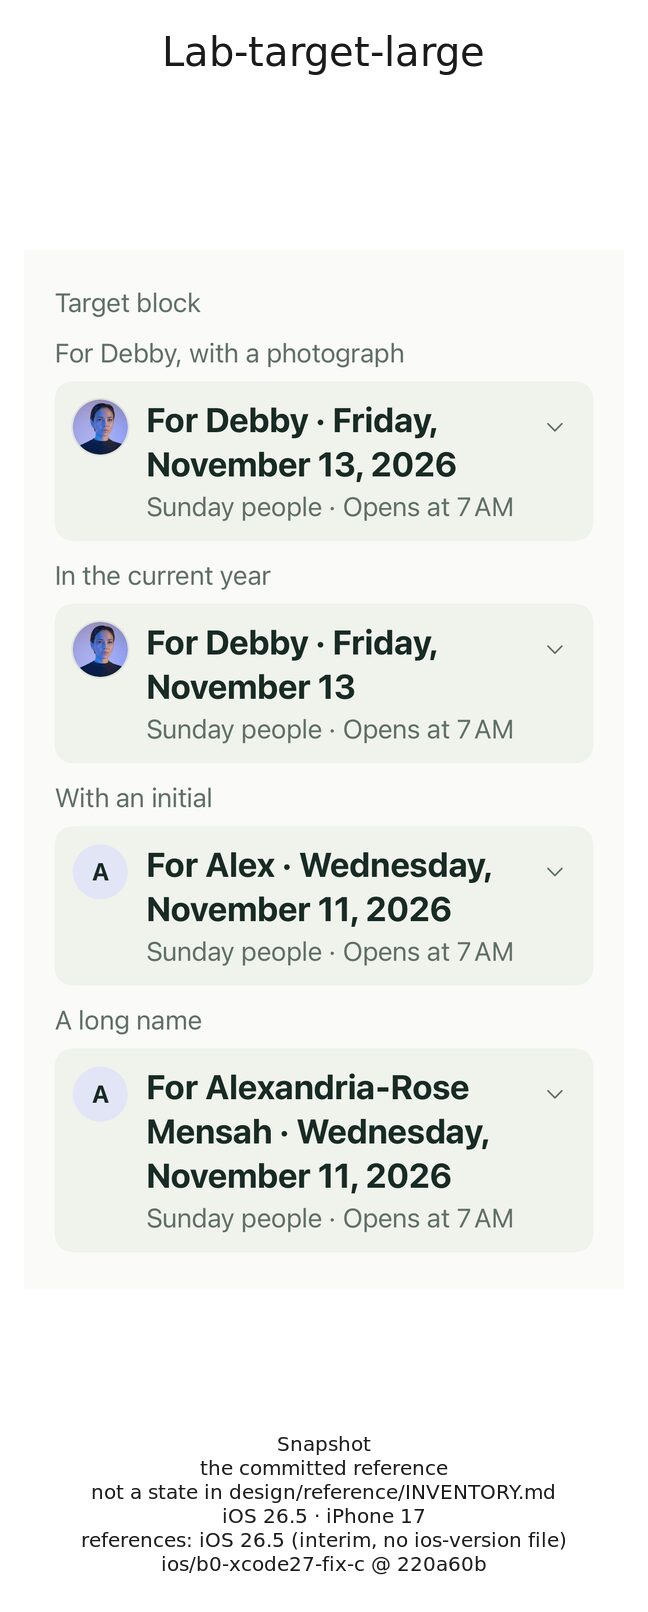 Lab-target-large
Target block
For Debby, with a photograph
For Debby · Friday,
November 13, 2026
Sunday people · Opens at 7 AM
In the current year
For Debby · Friday,
November 13
Sunday people · Opens at 7 AM
With an initial
A
For Alex · Wednesday,
November 11, 2026
Sunday people · Opens at 7 AM
A long name
A
For Alexandria-Rose
Mensah · Wednesday,
November 11, 2026
Sunday people · Opens at 7 AM
Snapshot
the committed reference
not a state in design/reference/INVENTORY.md
iOS 26.5 · iPhone 17
references: iOS 26.5 (interim, no ios-version file)
ios/b0-xcode27-fix-c @ 220a60b